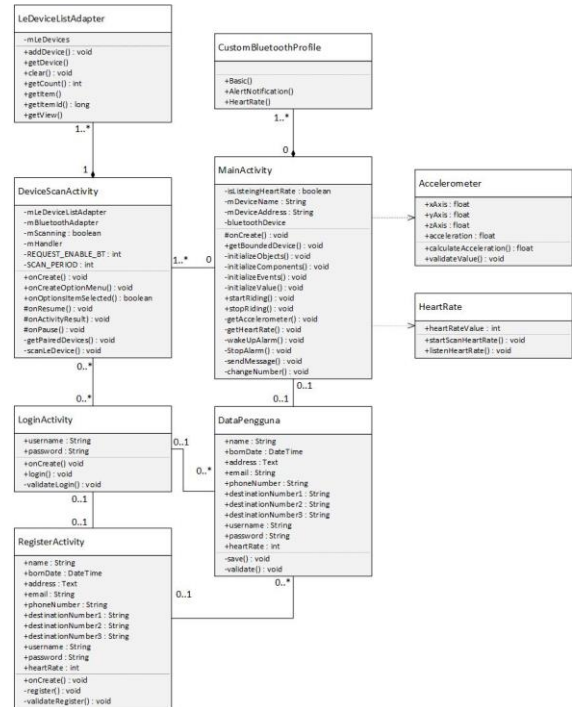 LeDeviceListAdapter
-mLeDevices
+addDevice() : void
+getDevice()
+clear() : void
+getCount() : int
+getItem()
+getItemId() : long
+getView()
1..*
1
CustomBluetoothProfile
+Basic()
+AlertNotification()
+HeartRate()
1..*
0
DeviceScanActivity
-mLeDeviceListAdapter
-mBluetoothAdapter
-mScanning : boolean
-mHandler
-REQUEST_ENABLE_BT : int
-SCAN_PERIOD : int
+onCreate() : void
+onCreateOptionMenu() : void
+onOptionsItemSelected() : boolean
#onResume() : void
#onActivityResult() : void
#onPause() : void
-getPairedDevices() : void
-scanLeDevice() : void
1..*
0
0..*
0..*
MainActivity
-isListeingHeartRate : boolean
-mDeviceName : String
-mDeviceAddress : String
-bluetoothDevice
#onCreate() : void
+getBoundedDevice() : void
-initializeObjects() : void
-initializeComponents() : void
-initializeEvents() : void
-initializeValue() : void
+startRiding() : void
+stopRiding() : void
-getAccelerometer() : void
-getHeartRate() : void
-wakeUpAlarm() : void
-StopAlarm() : void
-sendMessage() : void
-changeNumber() : void
0..1
0..1
Accelerometer
+xAxis : float
+yAxis : float
+zAxis : float
+acceleration : float
+calculateAcceleration() : float
+validateValue() : void
HeartRate
+heartRateValue : int
+startScanHeartRate() : void
+listenHeartRate() : void
LoginActivity
+username : String
+password : String
+onCreate() void
+login() : void
-validateLogin() : void
0..1
0..*
0..1
0..1
DataPengguna
+name : String
+bornDate : DateTime
+address : Text
+email : String
+phoneNumber : String
+destinationNumber1 : String
+destinationNumber2 : String
+destinationNumber3 : String
+username : String
+password : String
+heartRate : int
-save() : void
-validate() : void
0..*
0..1
RegisterActivity
+name : String
+bornDate : DateTime
+address : Text
+email : String
+phoneNumber : String
+destinationNumber1 : String
+destinationNumber2 : String
+destinationNumber3 : String
+username : String
+password : String
+heartRate : int
+onCreate() : void
-register() : void
-validateRegister() : void